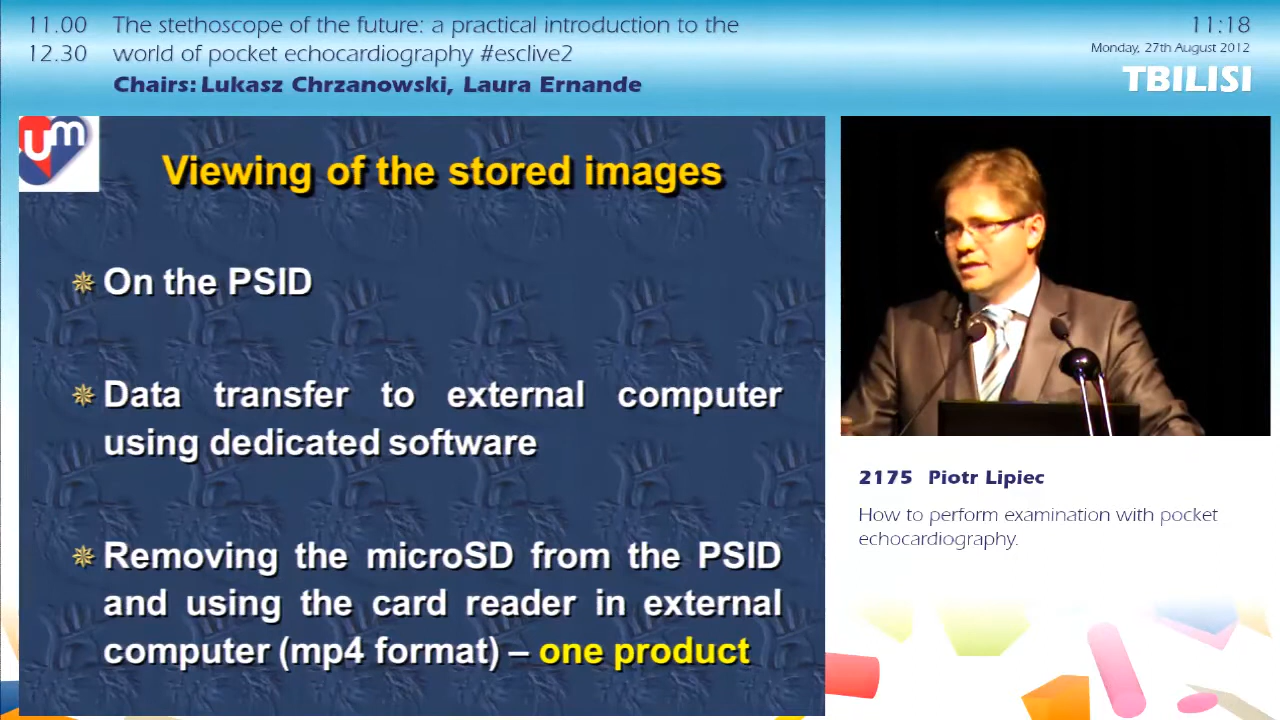 11.00 The stethoscope of the future: a practical introduction to the
12.30 world of pocket echocardiography #esclive2
Chairs: Lukasz Chrzanowski, Laura Ernande
11:18
Monday, 27th August 2012
TBILISI
um
Viewing of the stored images
On the PSID
Data transfer to external computer
using dedicated software
Removing the microSD from the PSID
and using the card reader in external
computer (mp4 format) – one product
2175 Piotr Lipiec
How to perform examination with pocket
echocardiography.